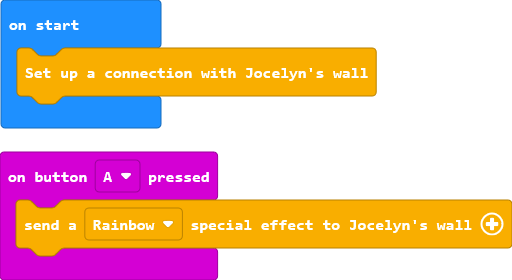 on start
Set up a connection with Jocelyn's wall
on button A pressed
send a Rainbow special effect to Jocelyn's wall